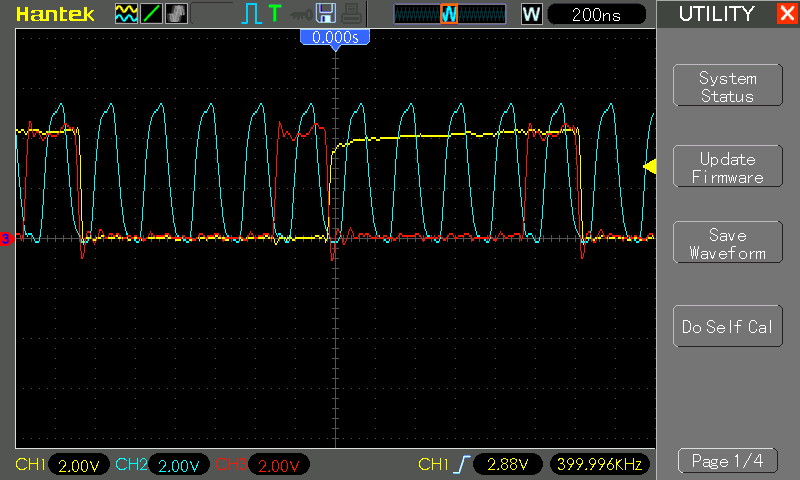 Hantek
T
W
200ns
UTILITY
0.000s
System
Status
Update
Firmware
Save
Waveform
3
Do Self Cal
CH1 2.00V CH2 2.00V CH3 2.00V CH1 2.88V 399.996KHz
Page 1/4